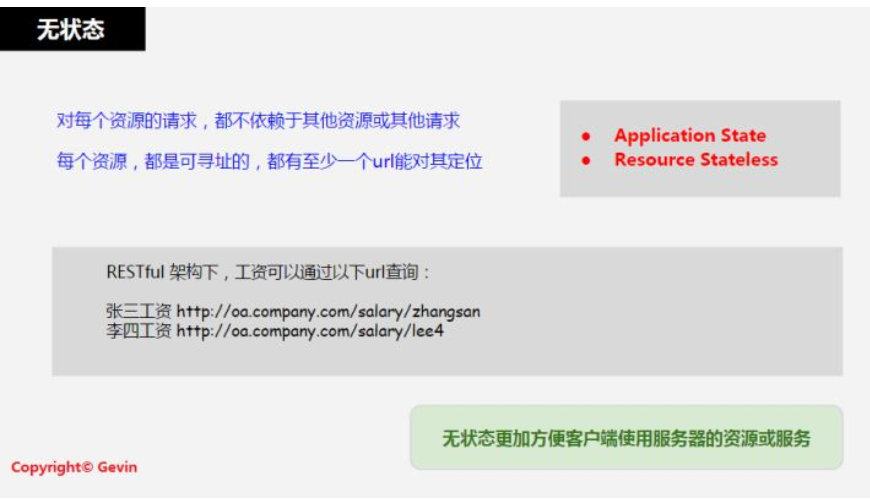 无状态
对每个资源的请求，都不依赖于其他资源或其他请求
每个资源，都是可寻址的，都有至少一个url能对其定位
● Application State
● Resource Stateless
RESTful 架构下，工资可以通过以下url查询：
张三工资 http://oa.company.com/salary/zhangsan
李四工资 http://oa.company.com/salary/lee4
无状态更加方便客户端使用服务器的资源或服务
Copyright© Gevin